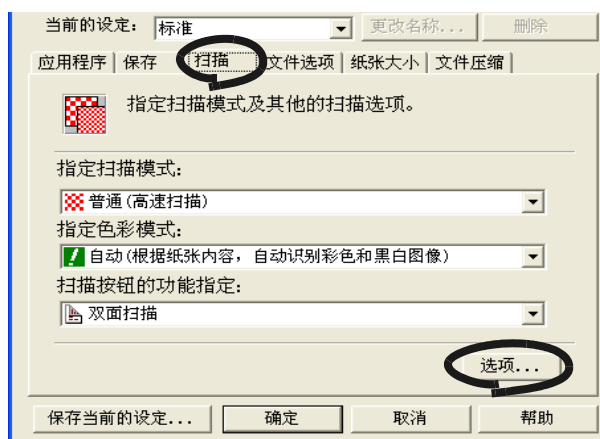 当前的设定： 标准 更改名称... 删除
应用程序 保存 扫描 文件选项 纸张大小 文件压缩
指定扫描模式及其他的扫描选项。
指定扫描模式:
普通(高速扫描)
指定色彩模式:
自动(根据纸张内容，自动识别彩色和黑白图像)
扫描按钮的功能指定:
双面扫描
选项...
保存当前的设定... 确定 取消 帮助